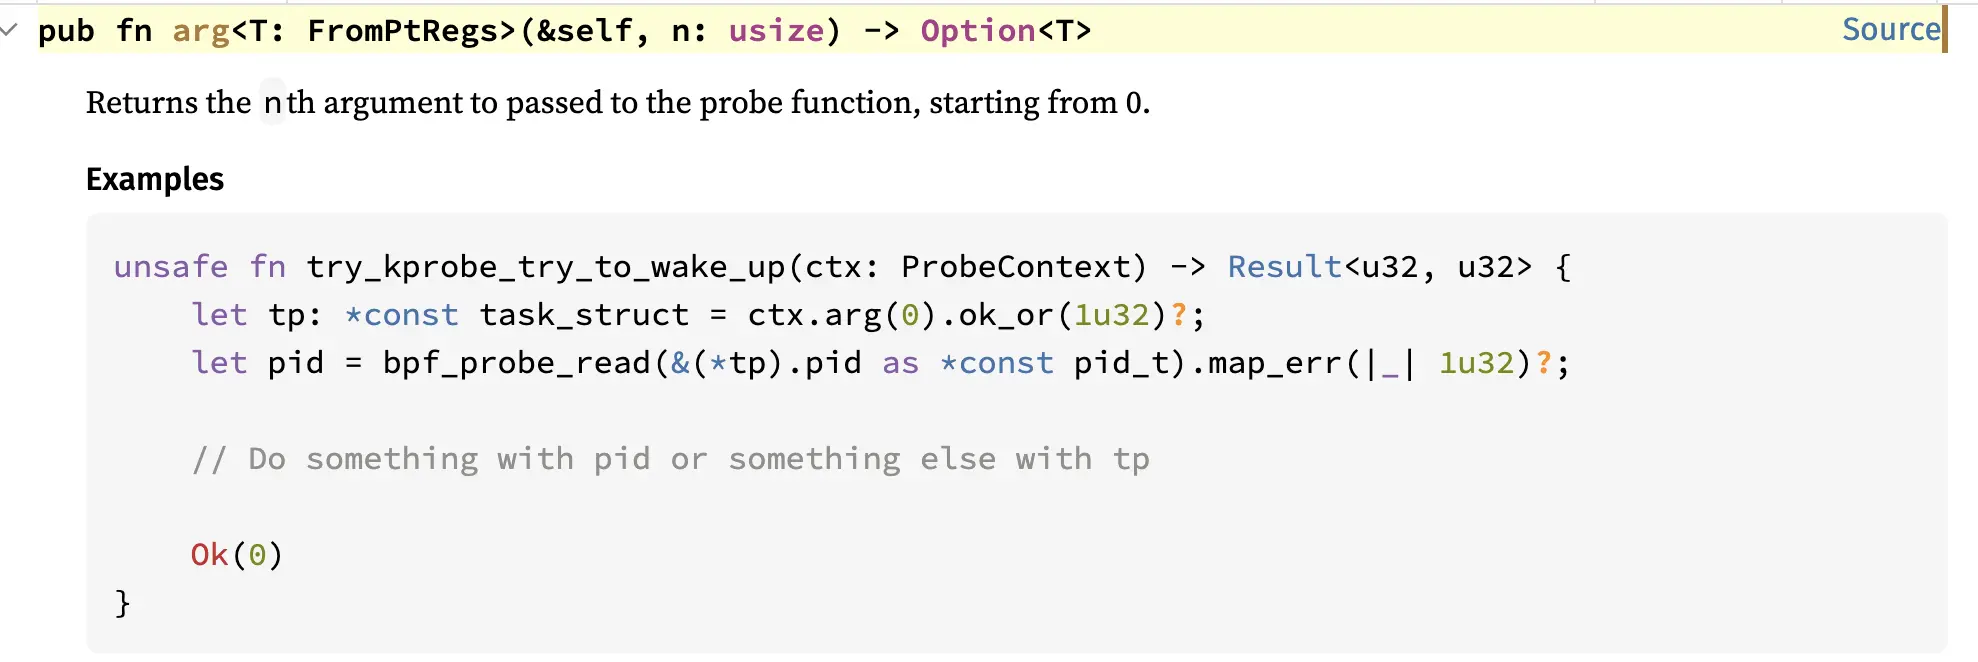 pub fn arg<T: FromPtRegs>(&self, n: usize) -> Option<T> Source
Returns the nth argument to passed to the probe function, starting from 0.
Examples
unsafe fn try_kprobe_try_to_wake_up(ctx: ProbeContext) -> Result<u32, u32> {
    let tp: *const task_struct = ctx.arg(0).ok_or(1u32)?;
    let pid = bpf_probe_read(&(*tp).pid as *const pid_t).map_err(|_| 1u32)?;
    // Do something with pid or something else with tp
    Ok(0)
}